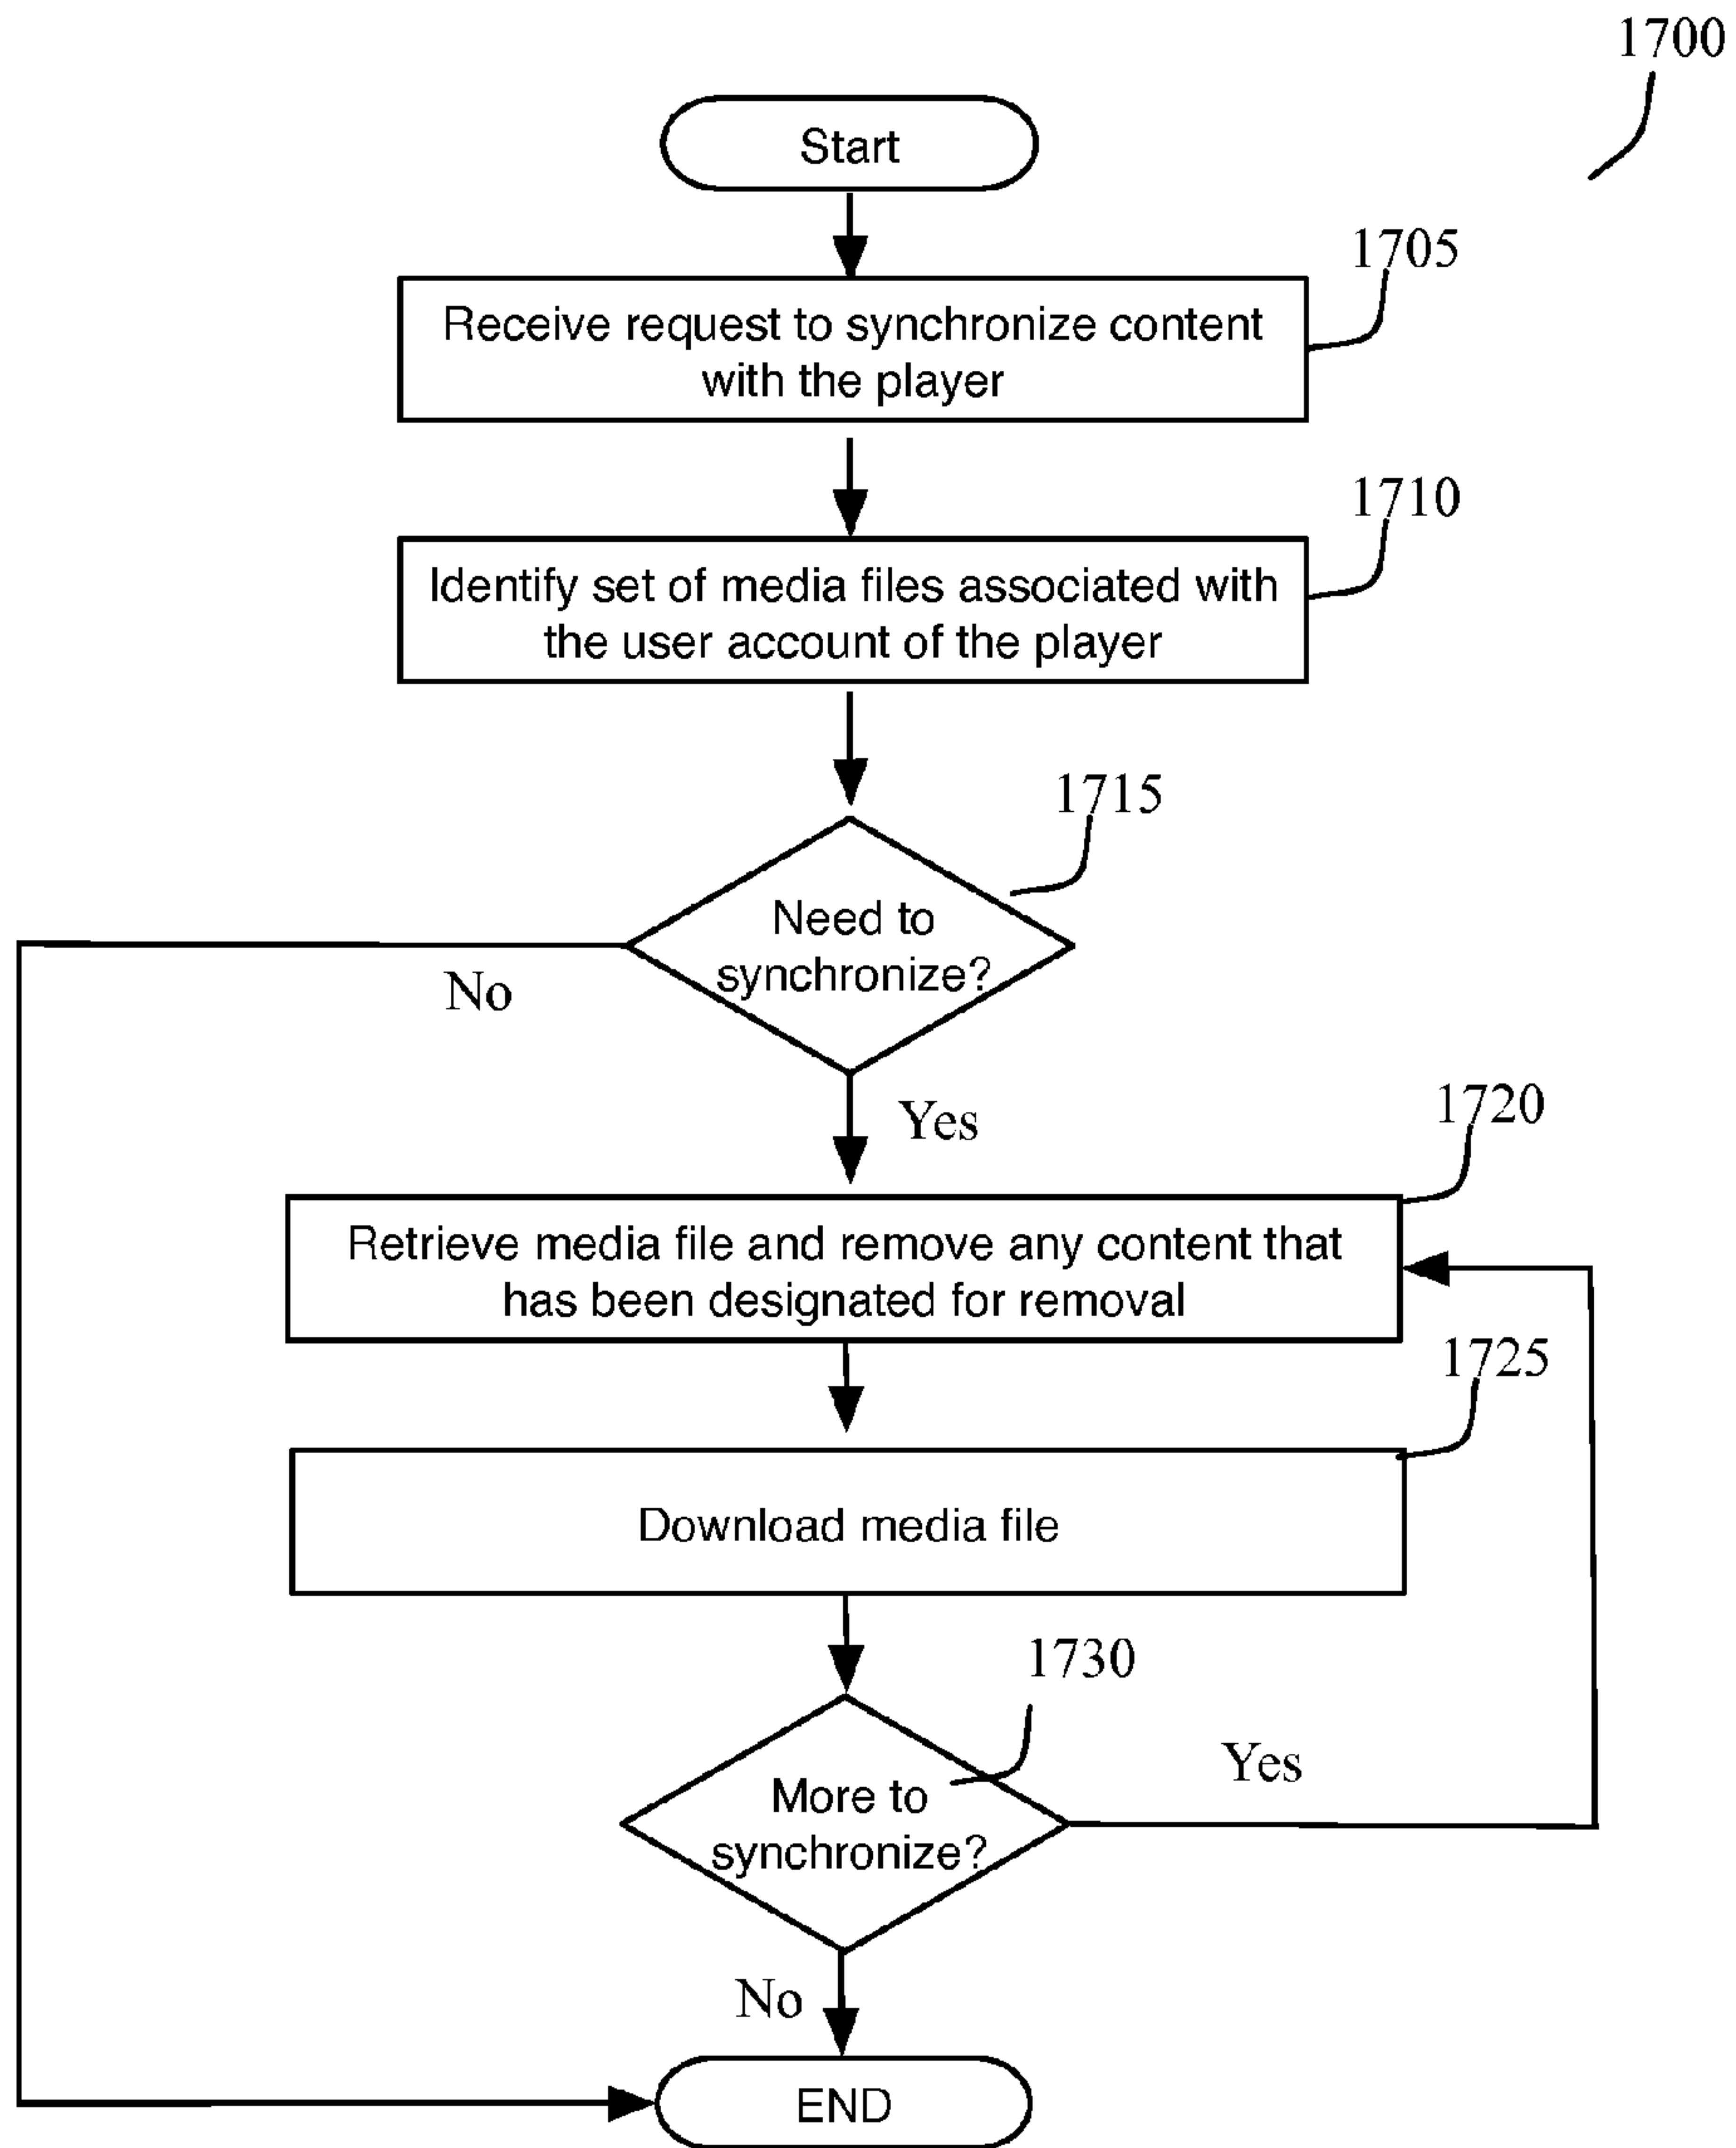 1700
Start
1705
Receive request to synchronize content
with the player
1710
Identify set of media files associated with
the user account of the player
1715
Need to
synchronize?
No
Yes
1720
Retrieve media file and remove any content that
has been designated for removal
1725
Download media file
1730
More to
synchronize?
Yes
No
END